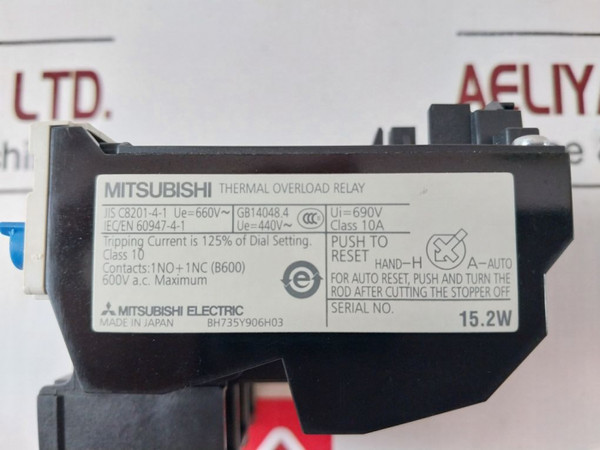 LTD.
AELIYA
chin
e a
MITSUBISHI THERMAL OVERLOAD RELAY
JIS C8201-4-1 Ue=660V~
IEC/EN 60947-4-1
GB14048.4
Ue=440V~
CCC
Ui=690V
Class 10A
Tripping Current is 125% of Dial Setting.
Class 10
Contacts:1NO+1NC (B600)
600V a.c. Maximum
PUSH TO
RESET
HAND-H A-AUTO
FOR AUTO RESET, PUSH AND TURN THE
ROD AFTER CUTTING THE STOPPER OFF
MITSUBISHI ELECTRIC
MADE IN JAPAN BH735Y906H03
SERIAL NO.
15.2W